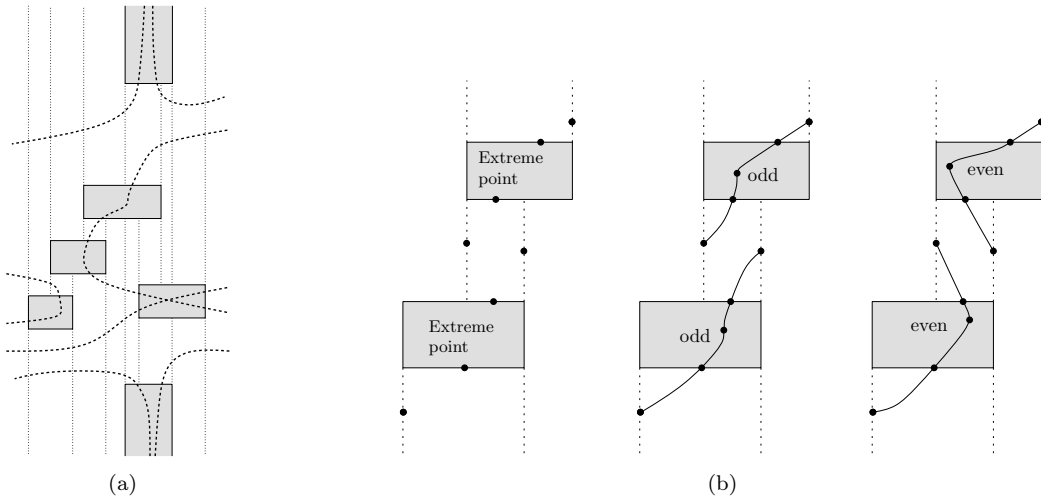 Extreme
point
odd
even
Extreme
point
odd
even
(a)
(b)